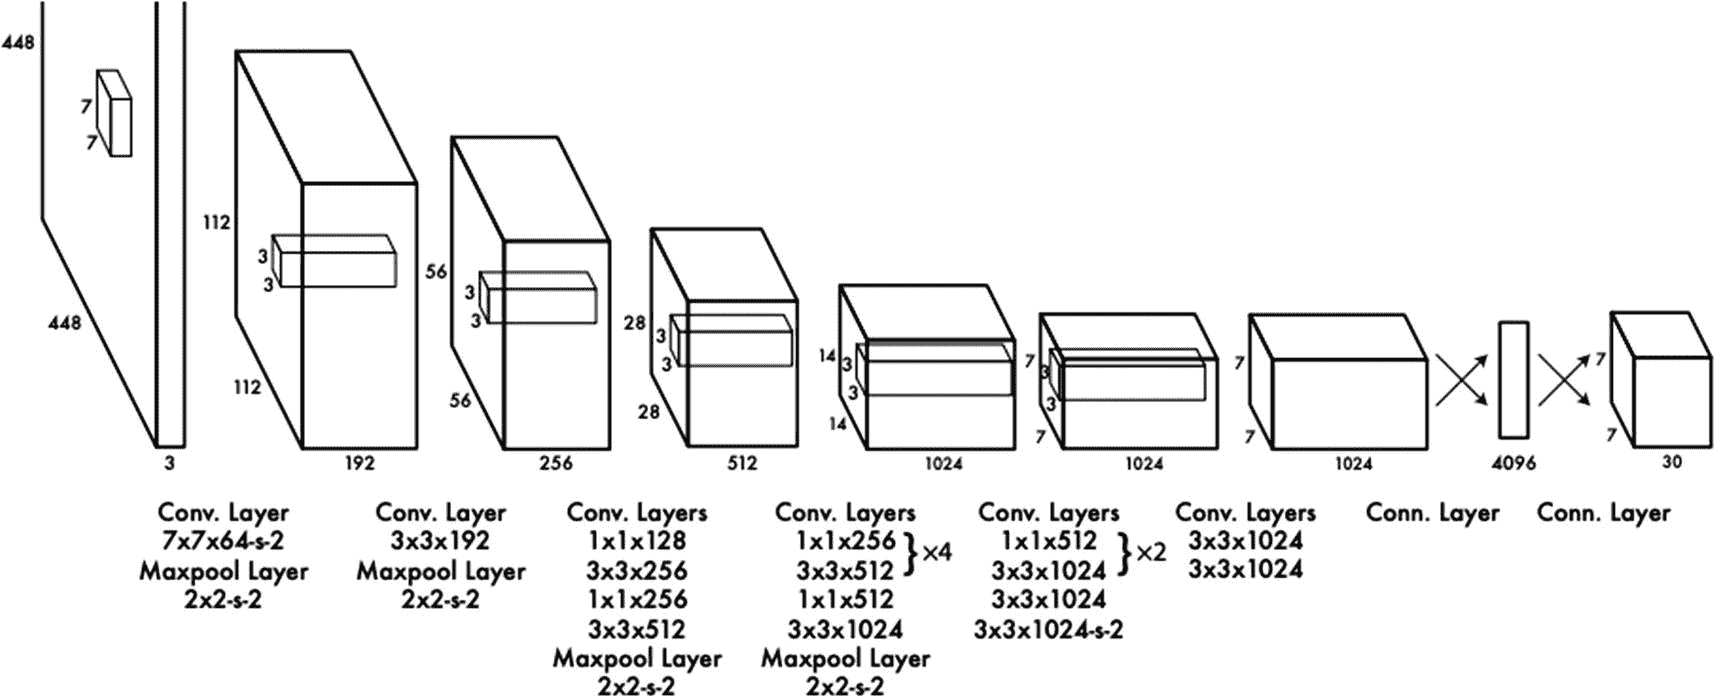 448
7
7
448
3
112
3
3
112
192
56
3
3
56
256
28
3
3
28
512
14
3
3
14
1024
7
3
3
7
1024
7
7
1024
4096
7
7
30
Conv. Layer
7x7x64-s-2
Maxpool Layer
2x2-s-2
Conv. Layer
3x3x192
Maxpool Layer
2x2-s-2
Conv. Layers
1x1x128
3x3x256
1x1x256
3x3x512
Maxpool Layer
2x2-s-2
Conv. Layers
1x1x256
3x3x512 } ×4
1x1x512
3x3x1024
Maxpool Layer
2x2-s-2
Conv. Layers
1x1x512
3x3x1024 } ×2
3x3x1024
3x3x1024-s-2
Conv. Layers
3x3x1024
3x3x1024
Conn. Layer
Conn. Layer